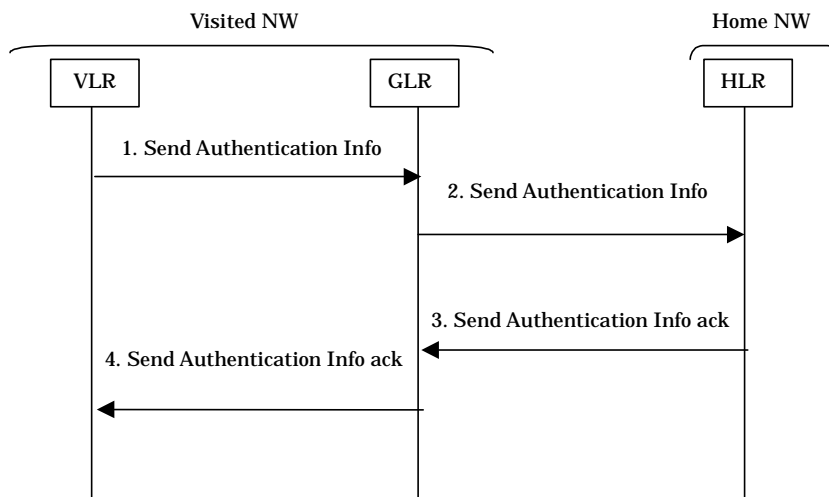 Visited NW
Home NW
VLR
GLR
HLR
1. Send Authentication Info
2. Send Authentication Info
3. Send Authentication Info ack
4. Send Authentication Info ack